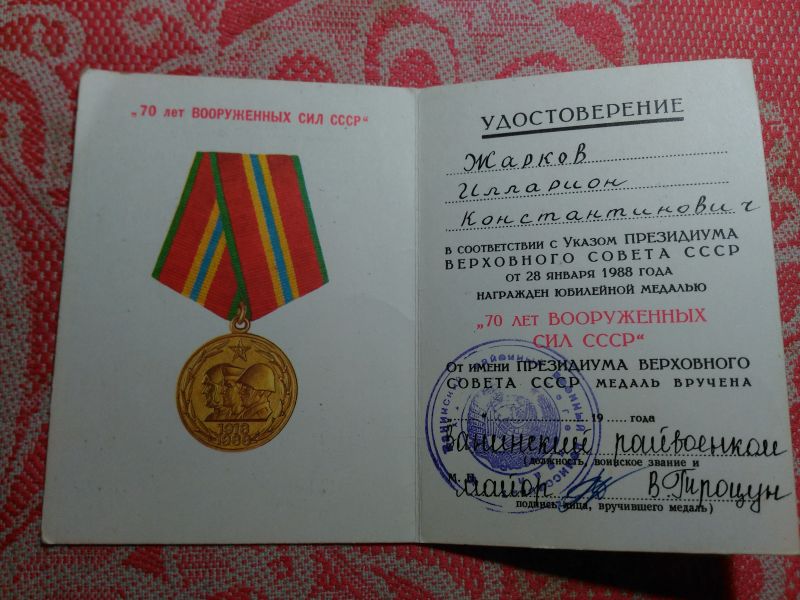 „70 лет ВООРУЖЕННЫХ СИЛ СССР“
1918
1988
УДОСТОВЕРЕНИЕ
Жарков
Илларион
Константинович
В СООТВЕТСТВИИ С УКАЗОМ ПРЕЗИДИУМА
ВЕРХОВНОГО СОВЕТА СССР
ОТ 28 ЯНВАРЯ 1988 ГОДА
НАГРАЖДЕН ЮБИЛЕЙНОЙ МЕДАЛЬЮ
„70 ЛЕТ ВООРУЖЕННЫХ
СИЛ СССР“
ОТ ИМЕНИ ПРЕЗИДИУМА ВЕРХОВНОГО
СОВЕТА СССР МЕДАЛЬ ВРУЧЕНА
19 .... года
Ванинский райвоенком
(должность, воинское звание и
М. П.
майор В. Гирощун
подпись лица, вручившего медаль)